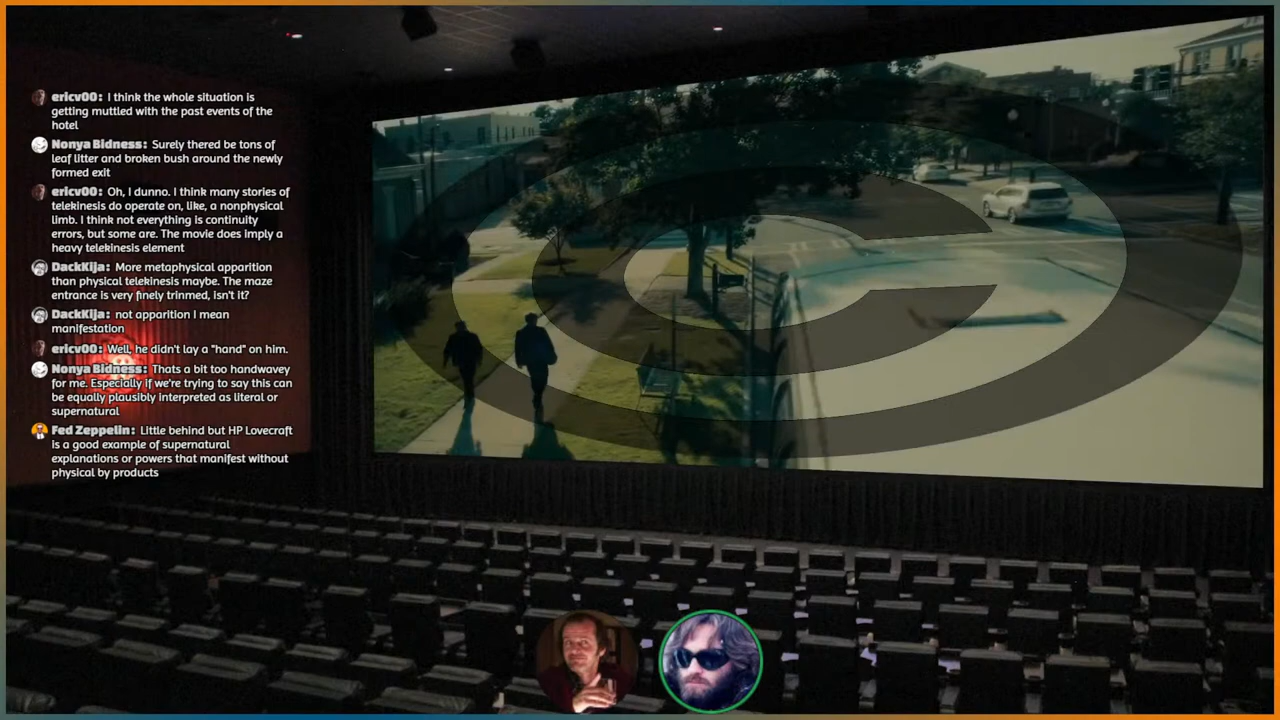 ericv00: I think the whole situation is
getting muttled with the past events of the
hotel
Nonya Bidness: Surely thered be tons of
leaf litter and broken bush around the newly
formed exit
ericv00: Oh, I dunno. I think many stories of
telekinesis do operate on, like, a nonphysical
limb. I think not everything is continuity
errors, but some are. The movie does imply a
heavy telekinesis element
DackKija: More metaphysical apparition
than physical telekinesis maybe. The maze
entrance is very finely trinmed, isn't it?
DackKija: not apparition I mean
manifestation
ericv00: Well, he didn't lay a "hand" on him.
Nonya Bidness: Thats a bit too handwavey
for me. Especially if we're trying to say this can
be equally plausibly interpreted as literal or
supernatural
Fed Zeppelin: Little behind but HP Lovecraft
is a good example of supernatural
explanations or powers that manifest without
physical by products